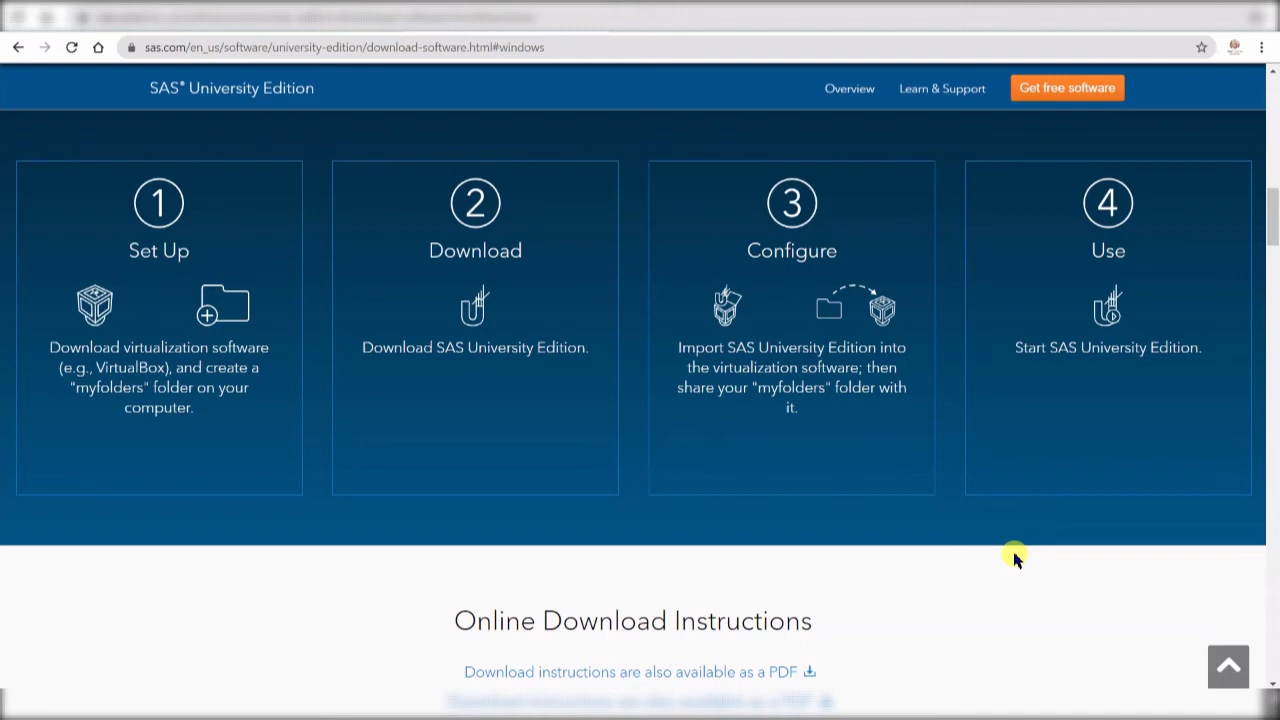 sas.com/en_us/software/university-edition/download-software.html#windows
SAS® University Edition
Overview
Learn & Support
Get free software
1
Set Up
Download virtualization software
(e.g., VirtualBox), and create a
"myfolders" folder on your
computer.
2
Download
Download SAS University Edition.
3
Configure
Import SAS University Edition into
the virtualization software; then
share your "myfolders" folder with
it.
4
Use
Start SAS University Edition.
Online Download Instructions
Download instructions are also available as a PDF